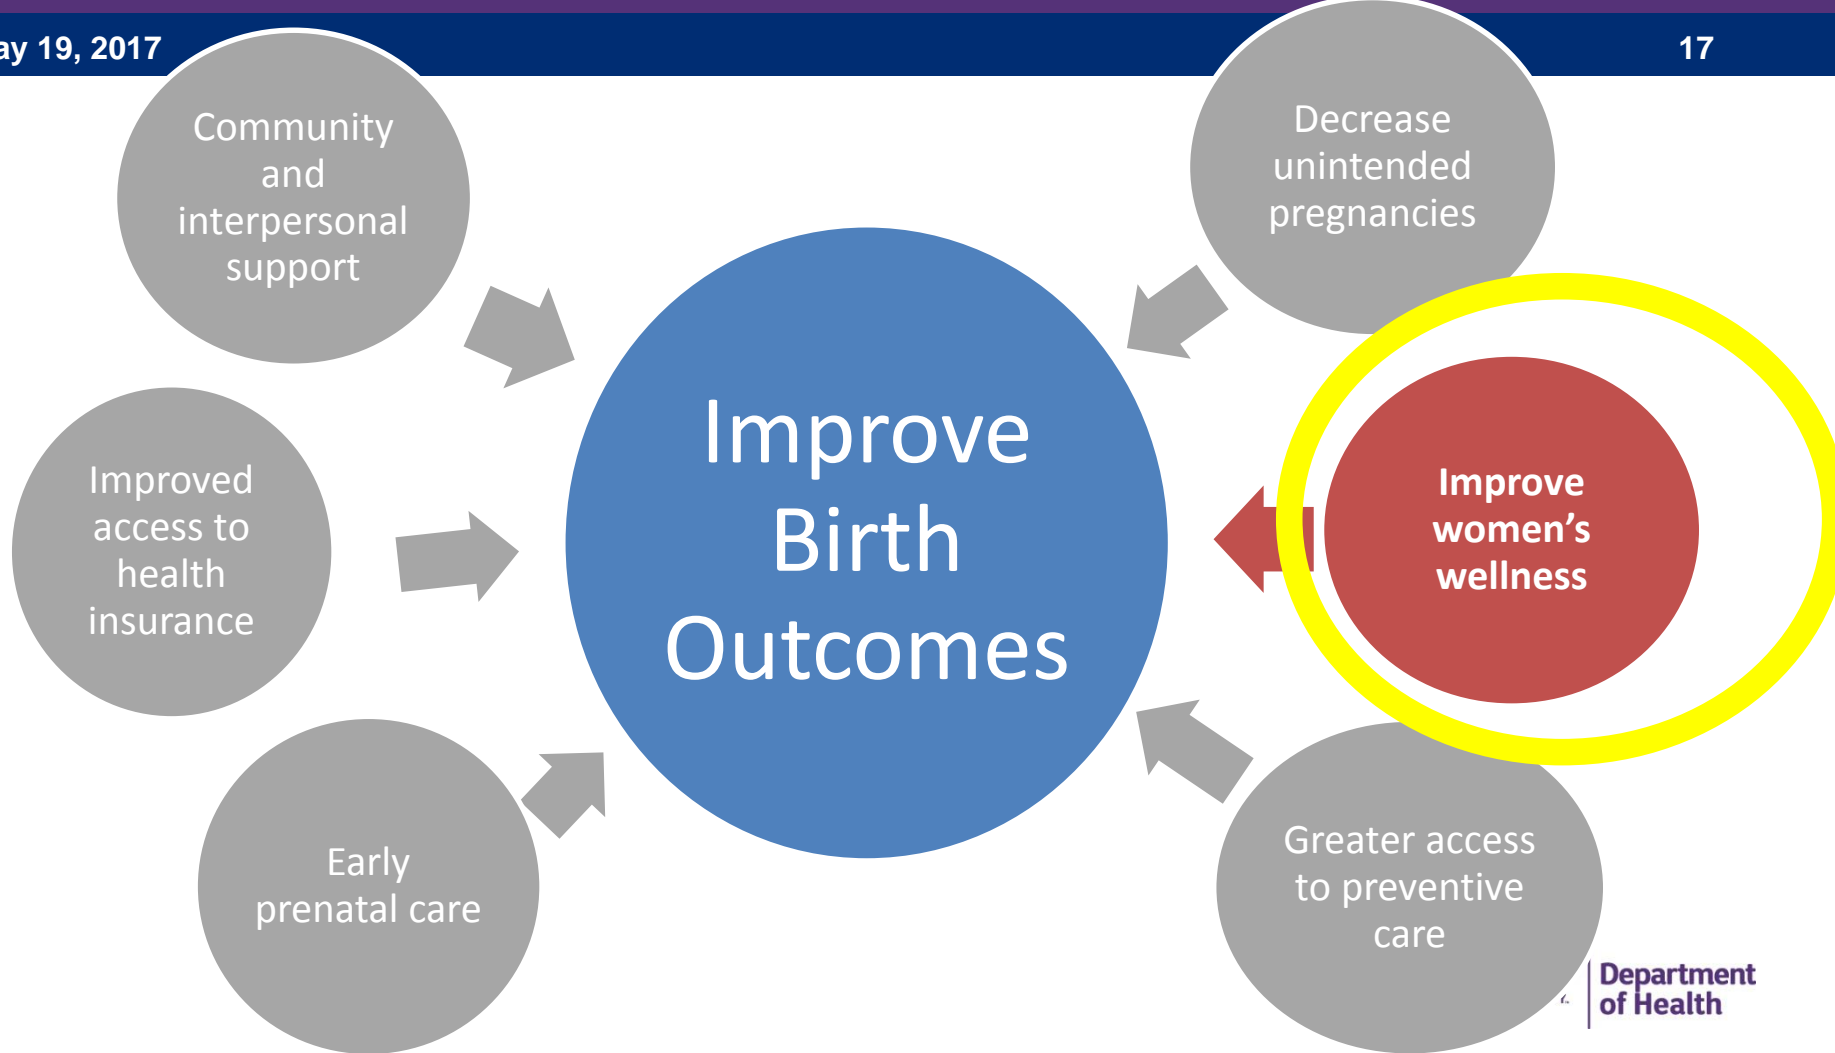 19, 2017
17
Community
and
interpersonal
support
Decrease
unintended
pregnancies
Improve
Birth
Outcomes
Improved
access to
health
insurance
Improve
women's
wellness
Early
prenatal care
Greater access
to preventive
care
Department
of Health